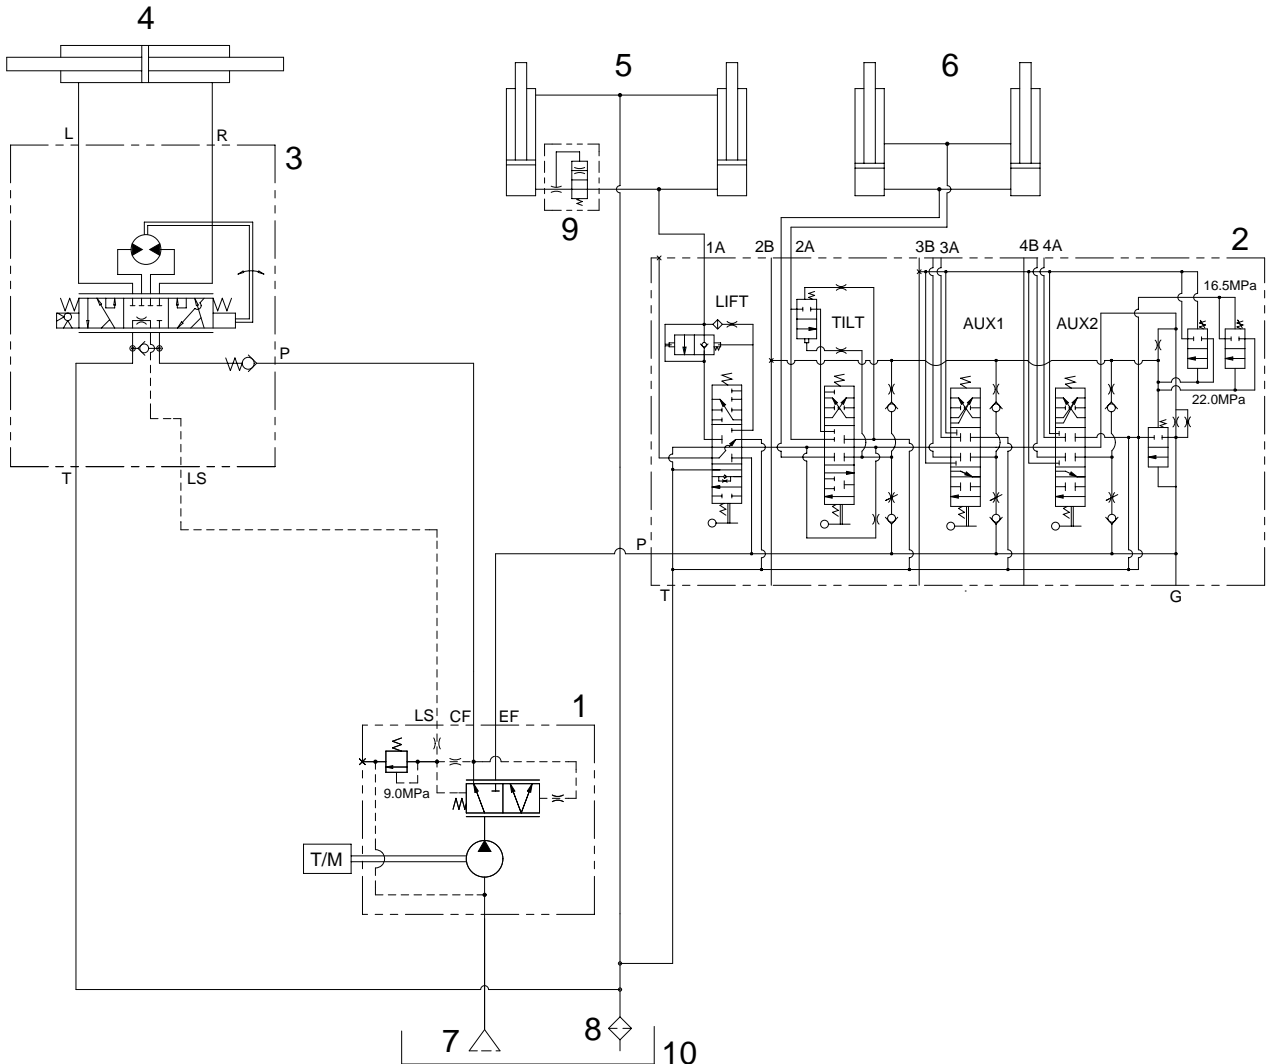 4
5
6
L
R
3
9
1A
2B
2A
3B
3A
4B
4A
2
LIFT
TILT
AUX1
AUX2
16.5MPa
22.0MPa
P
T
LS
P
T
G
1
LS
CF
EF
9.0MPa
T/M
7
8
10